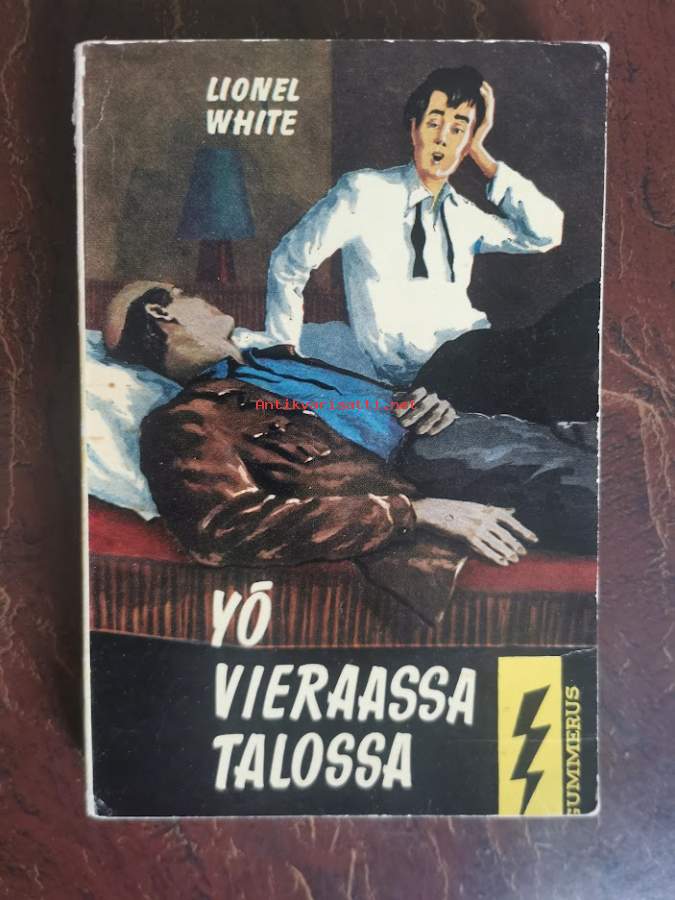 LIONEL
WHITE
Antikvariaatti.net
YÖ
VIERAASSA
TALOSSA
GUMMERUS